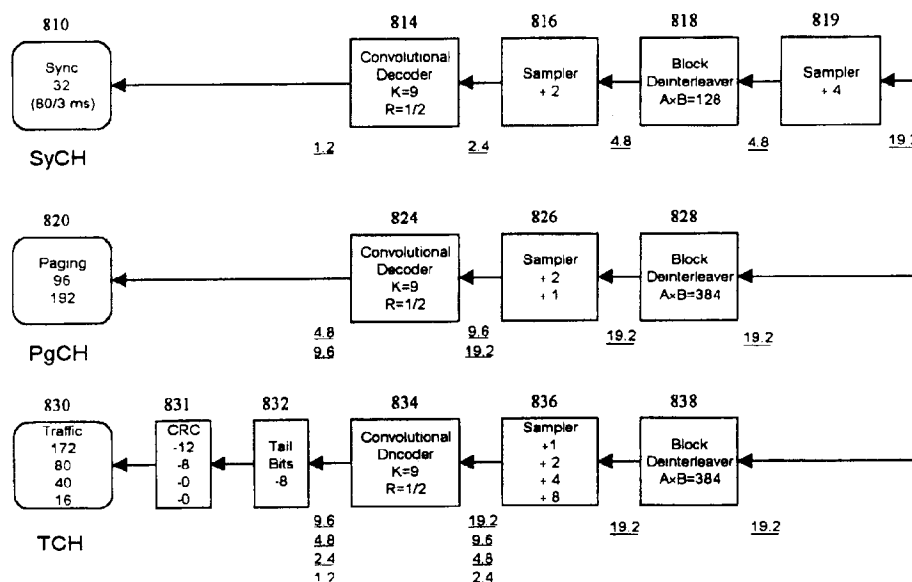 810
814
816
818
819
Sync
32
(80/3 ms)
Convolutional
Decoder
K=9
R=1/2
Sampler
+ 2
Block
Deinterleaver
A×B=128
Sampler
+ 4
1.2
2.4
4.8
4.8
SyCH
820
824
826
828
Paging
96
192
Convolutional
Decoder
K=9
R=1/2
Sampler
+ 2
+ 1
Block
Deinterleaver
A×B=384
4.8
9.6
9.6
19.2
19.2
19.2
PgCH
830
831
832
834
836
838
Traffic
172
80
40
16
CRC
-12
-8
-0
-0
Tail
Bits
-8
Convolutional
Dncoder
K=9
R=1/2
Sampler
+1
+ 2
+ 4
+ 8
Block
Deinterleaver
A×B=384
9.6
4.8
2.4
1.2
19.2
9.6
4.8
2.4
19.2
19.2
TCH